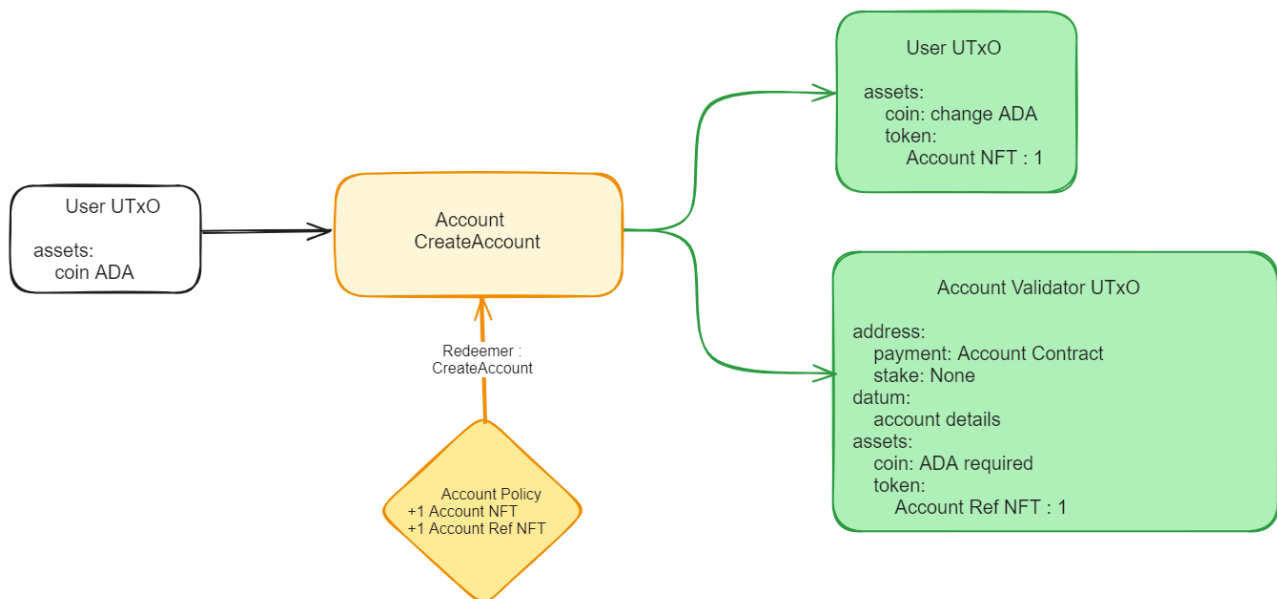 User UTxO
assets:
coin ADA
Account
CreateAccount
Redeemer :
CreateAccount
Account Policy
+1 Account NFT
+1 Account Ref NFT
User UTxO
assets:
coin: change ADA
token:
Account NFT : 1
Account Validator UTxO
address:
payment: Account Contract
stake: None
datum:
account details
assets:
coin: ADA required
token:
Account Ref NFT : 1